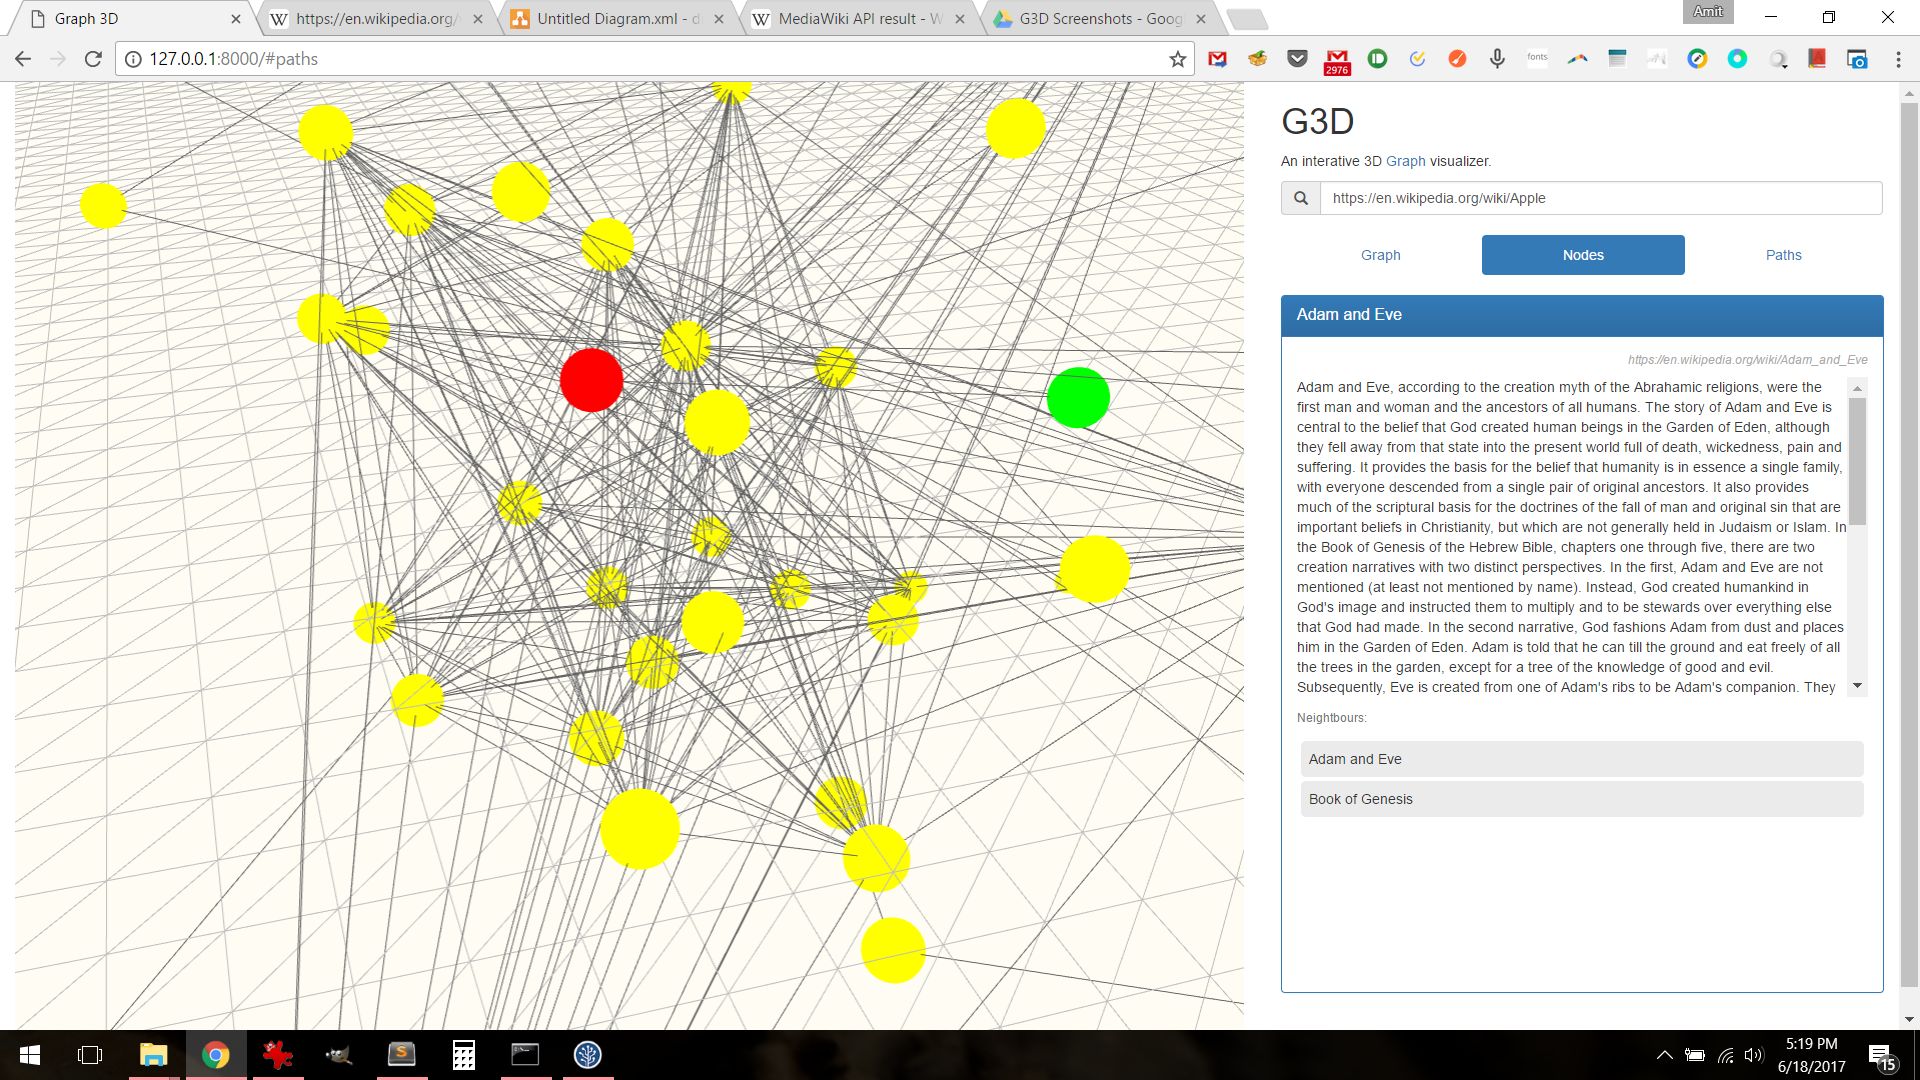 Graph 3D
https://en.wikipedia.org/
Untitled Diagram.xml - d
MediaWiki API result - W
G3D Screenshots - Goog
Amit
127.0.0.1:8000/#paths
2976
fonts
G3D
An interative 3D Graph visualizer.
https://en.wikipedia.org/wiki/Apple
Graph
Nodes
Paths
Adam and Eve
https://en.wikipedia.org/wiki/Adam_and_Eve
Adam and Eve, according to the creation myth of the Abrahamic religions, were the
first man and woman and the ancestors of all humans. The story of Adam and Eve is
central to the belief that God created human beings in the Garden of Eden, although
they fell away from that state into the present world full of death, wickedness, pain and
suffering. It provides the basis for the belief that humanity is in essence a single family,
with everyone descended from a single pair of original ancestors. It also provides
much of the scriptural basis for the doctrines of the fall of man and original sin that are
important beliefs in Christianity, but which are not generally held in Judaism or Islam. In
the Book of Genesis of the Hebrew Bible, chapters one through five, there are two
creation narratives with two distinct perspectives. In the first, Adam and Eve are not
mentioned (at least not mentioned by name). Instead, God created humankind in
God's image and instructed them to multiply and to be stewards over everything else
that God had made. In the second narrative, God fashions Adam from dust and places
him in the Garden of Eden. Adam is told that he can till the ground and eat freely of all
the trees in the garden, except for a tree of the knowledge of good and evil.
Subsequently, Eve is created from one of Adam's ribs to be Adam's companion. They
Neightbours:
Adam and Eve
Book of Genesis
5:19 PM
6/18/2017
15